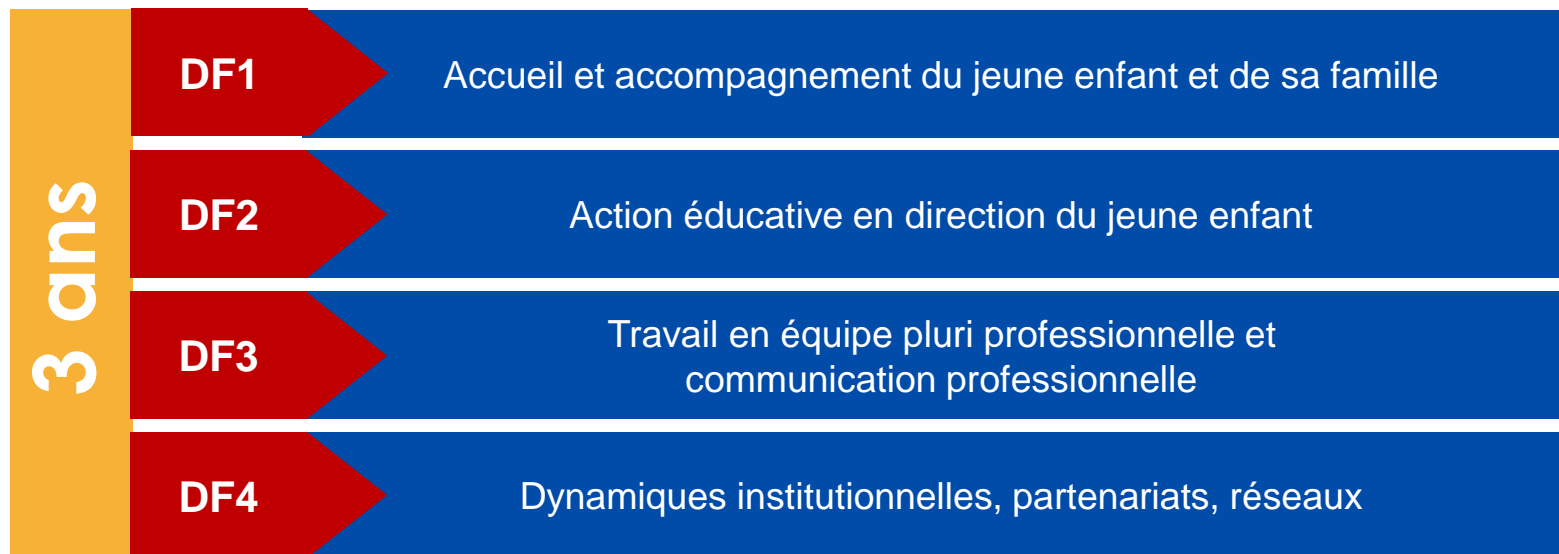 3 ans
DF1
Accueil et accompagnement du jeune enfant et de sa famille
DF2
Action éducative en direction du jeune enfant
DF3
Travail en équipe pluri professionnelle et
communication professionnelle
DF4
Dynamiques institutionnelles, partenariats, réseaux